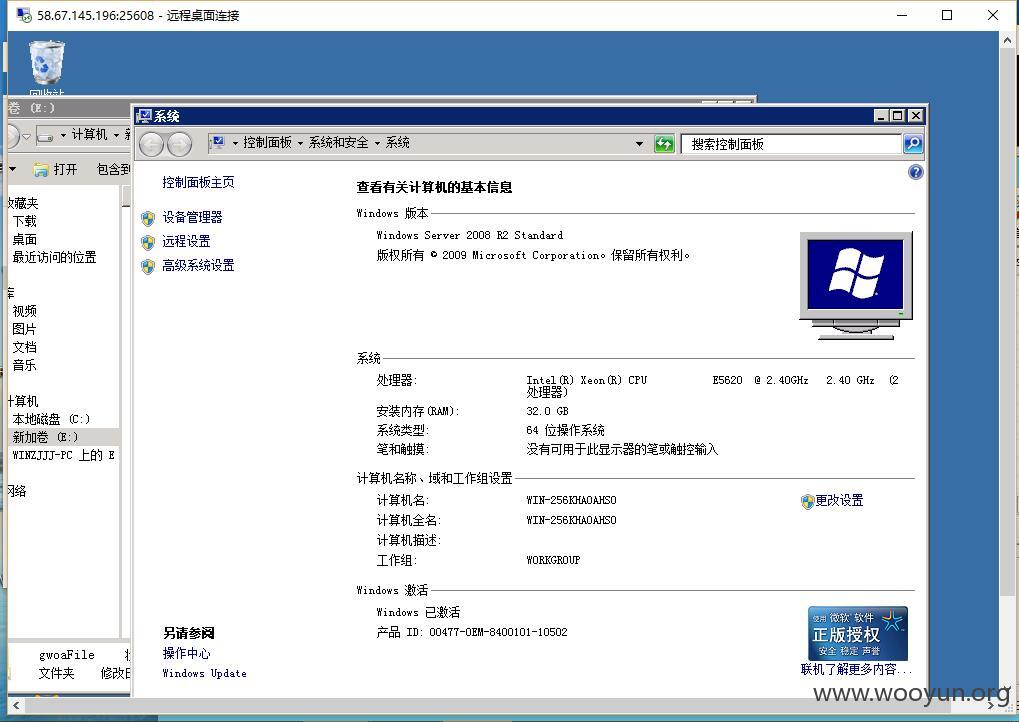 58.67.145.196:25608 - 远程桌面连接
回收站
卷 (E:)
系统
计算机
控制面板 系统和安全 系统
搜索控制面板
打开
包含到
收藏夹
下载
桌面
最近访问的位置
库
视频
图片
文档
音乐
计算机
本地磁盘 (C:)
新加卷 (E:)
WINZJJJ-PC 上的 E
网络
gwoaFile
文件夹
修改日
控制面板主页
设备管理器
远程设置
高级系统设置
另请参阅
操作中心
Windows Update
查看有关计算机的基本信息
Windows 版本
Windows Server 2008 R2 Standard
版权所有 © 2009 Microsoft Corporation。保留所有权利。
系统
处理器: Intel(R) Xeon(R) CPU E5620 @ 2.40GHz 2.40 GHz (2
处理器)
安装内存(RAM): 32.0 GB
系统类型: 64 位操作系统
笔和触摸: 没有可用于此显示器的笔或触控输入
计算机名称、域和工作组设置
计算机名: WIN-256KHAOAHSO
更改设置
计算机全名: WIN-256KHAOAHSO
计算机描述:
工作组: WORKGROUP
Windows 激活
Windows 已激活
产品 ID: 00477-OEM-8400101-10502
使用 微软 软件
正版授权
安全 稳定 声誉
联机了解更多内容...
www.wooyun.org